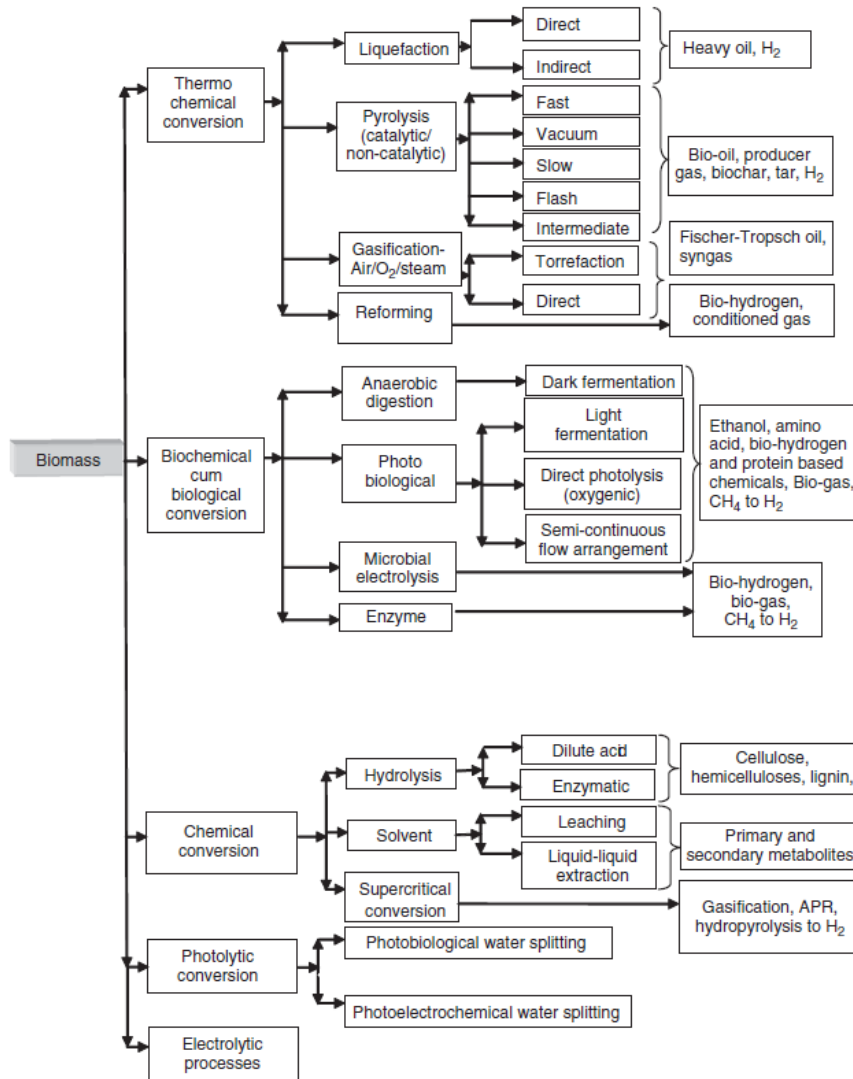 Direct
Liquefaction
Heavy oil, H2
Indirect
Thermo
chemical
conversion
Fast
Pyrolysis
(catalytic/
non-catalytic)
Vacuum
Bio-oil, producer
gas, biochar, tar, H2
Slow
Flash
Intermediate
Fischer-Tropsch oil,
syngas
Gasification-
Air/O2/steam
Torrefaction
Direct
Reforming
Bio-hydrogen,
conditioned gas
Anaerobic
digestion
Dark fermentation
Light
fermentation
Ethanol, amino
acid, bio-hydrogen
and protein based
chemicals, Bio-gas,
CH4 to H2
Biomass
Biochemical
cum
biological
conversion
Photo
biological
Direct photolysis
(oxygenic)
Semi-continuous
flow arrangement
Microbial
electrolysis
Bio-hydrogen,
bio-gas,
CH4 to H2
Enzyme
Dilute acid
Hydrolysis
Cellulose,
hemicelluloses, lignin,
Enzymatic
Chemical
conversion
Solvent
Leaching
Primary and
secondary metabolites
Liquid-liquid
extraction
Supercritical
conversion
Gasification, APR,
hydropyrolysis to H2
Photolytic
conversion
Photobiological water splitting
Photoelectrochemical water splitting
Electrolytic
processes